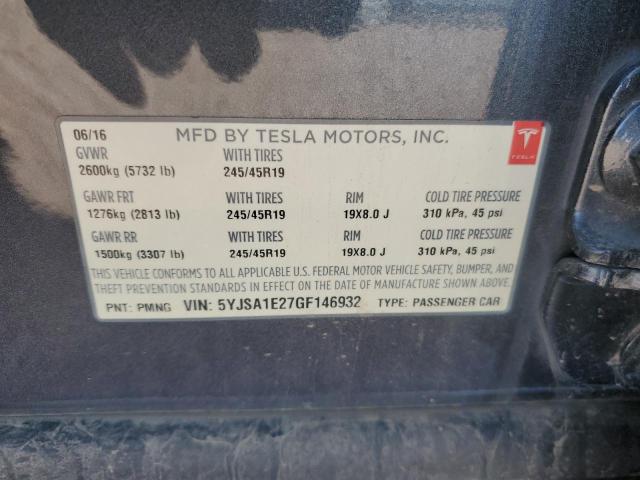 06/16 MFD BY TESLA MOTORS, INC.
TESLA
GVWR WITH TIRES
2600kg (5732 lb) 245/45R19
GAWR FRT WITH TIRES RIM COLD TIRE PRESSURE
1276kg (2813 lb) 245/45R19 19X8.0 J 310 kPa, 45 psi
GAWR RR WITH TIRES RIM COLD TIRE PRESSURE
1500kg (3307 lb) 245/45R19 19X8.0 J 310 kPa, 45 psi
THIS VEHICLE CONFORMS TO ALL APPLICABLE U.S. FEDERAL MOTOR VEHICLE SAFETY, BUMPER, AND
THEFT PREVENTION STANDARDS IN EFFECT ON THE DATE OF MANUFACTURE SHOWN ABOVE.
PNT: PMNG VIN: 5YJSA1E27GF146932 TYPE: PASSENGER CAR